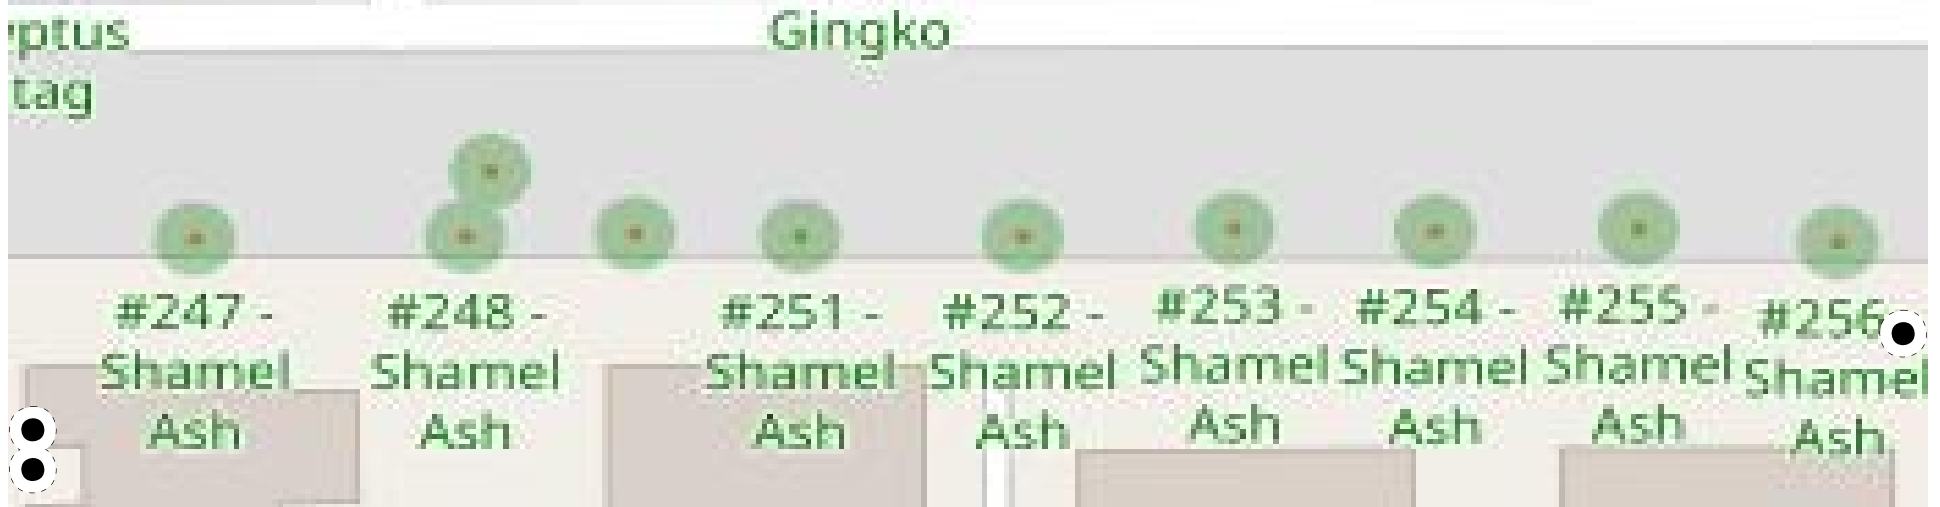 yptus
tag
Gingko
#247 -
Shamel
Ash
#248 -
Shamel
Ash
#251 -
Shamel
Ash
#252 -
Shamel
Ash
#253 -
Shamel
Ash
#254 -
Shamel
Ash
#255 -
Shamel
Ash
#256
Shamel
Ash